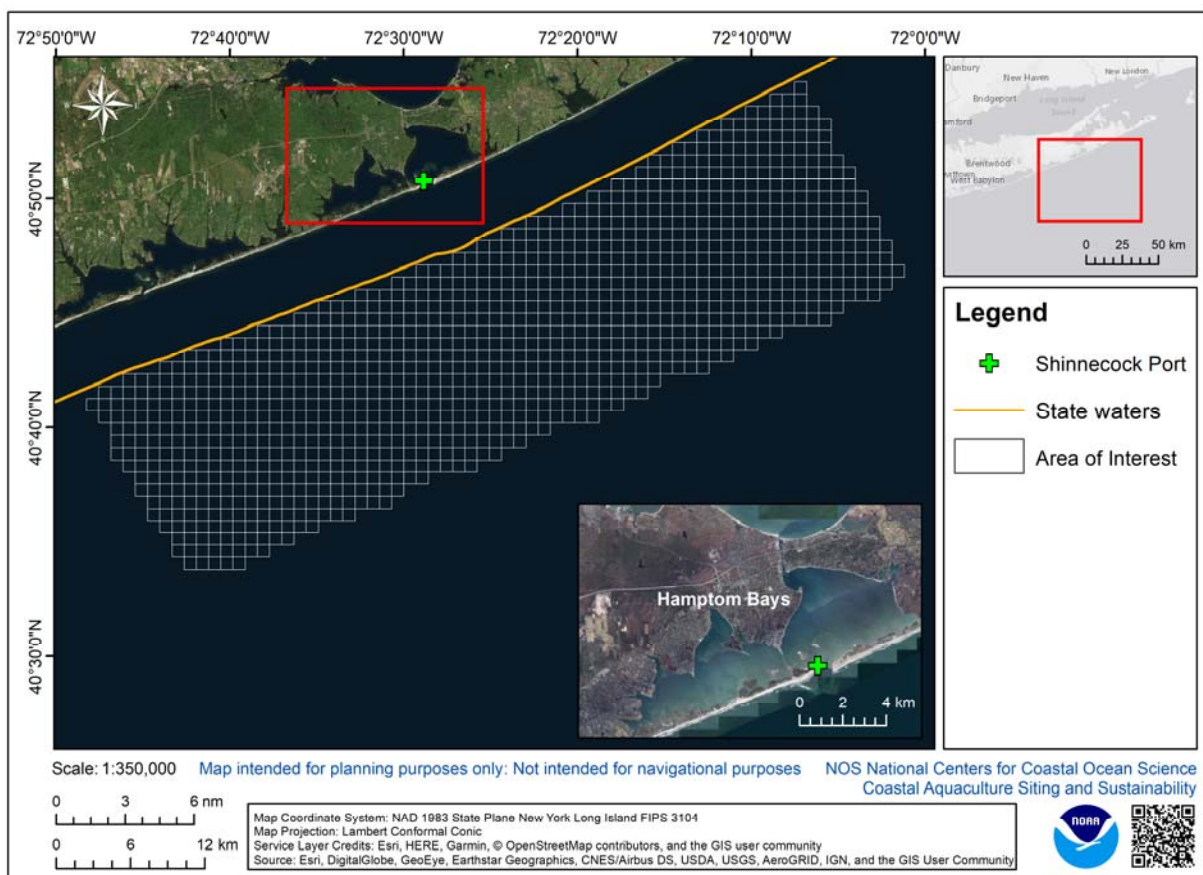 72°50'0"W 72°40'0"W 72°30'0"W 72°20'0"W 72°10'0"W 72°0'0"W
40°50'0"N
40°40'0"N
40°30'0"N
N
W E
S
Hamptom Bays
0 2 4 km
Danbury
New Haven
New London
Bridgeport
Long Island
Sound
amford
Brentwood
West Babylon
0 25 50 km
Legend
Shinnecock Port
State waters
Area of Interest
Scale: 1:350,000
Map intended for planning purposes only: Not intended for navigational purposes
NOS National Centers for Coastal Ocean Science
Coastal Aquaculture Siting and Sustainability
0 3 6 nm
0 6 12 km
Map Coordinate System: NAD 1983 State Plane New York Long Island FIPS 3104
Map Projection: Lambert Conformal Conic
Service Layer Credits: Esri, HERE, Garmin, © OpenStreetMap contributors, and the GIS user community
Source: Esri, DigitalGlobe, GeoEye, Earthstar Geographics, CNES/Airbus DS, USDA, USGS, AeroGRID, IGN, and the GIS User Community
NOAA